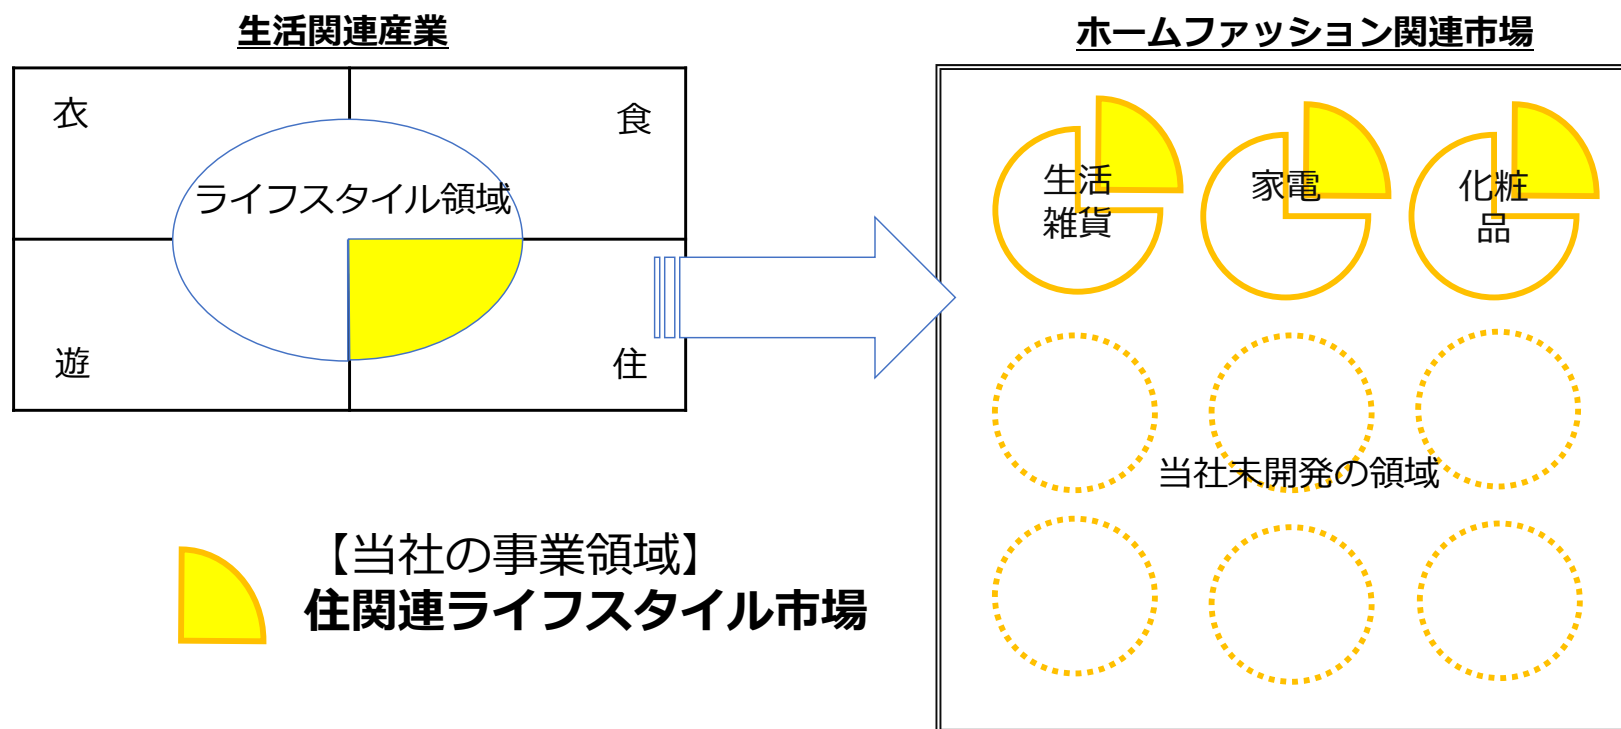 生活関連産業
衣
食
ライフスタイル領域
遊
住
【当社の事業領域】
住関連ライフスタイル市場
ホームファッション関連市場
生活
雑貨
家電
化粧
品
当社未開発の領域